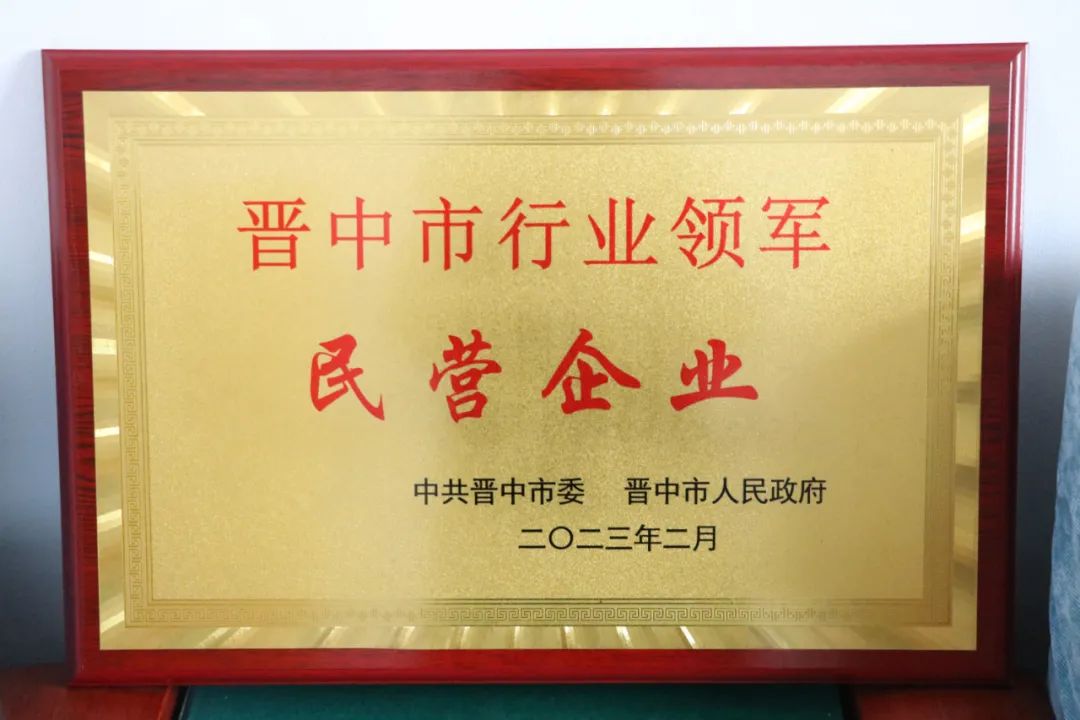 晋中市行业领军
民营企业
中共晋中市委 晋中市人民政府
二〇二三年二月